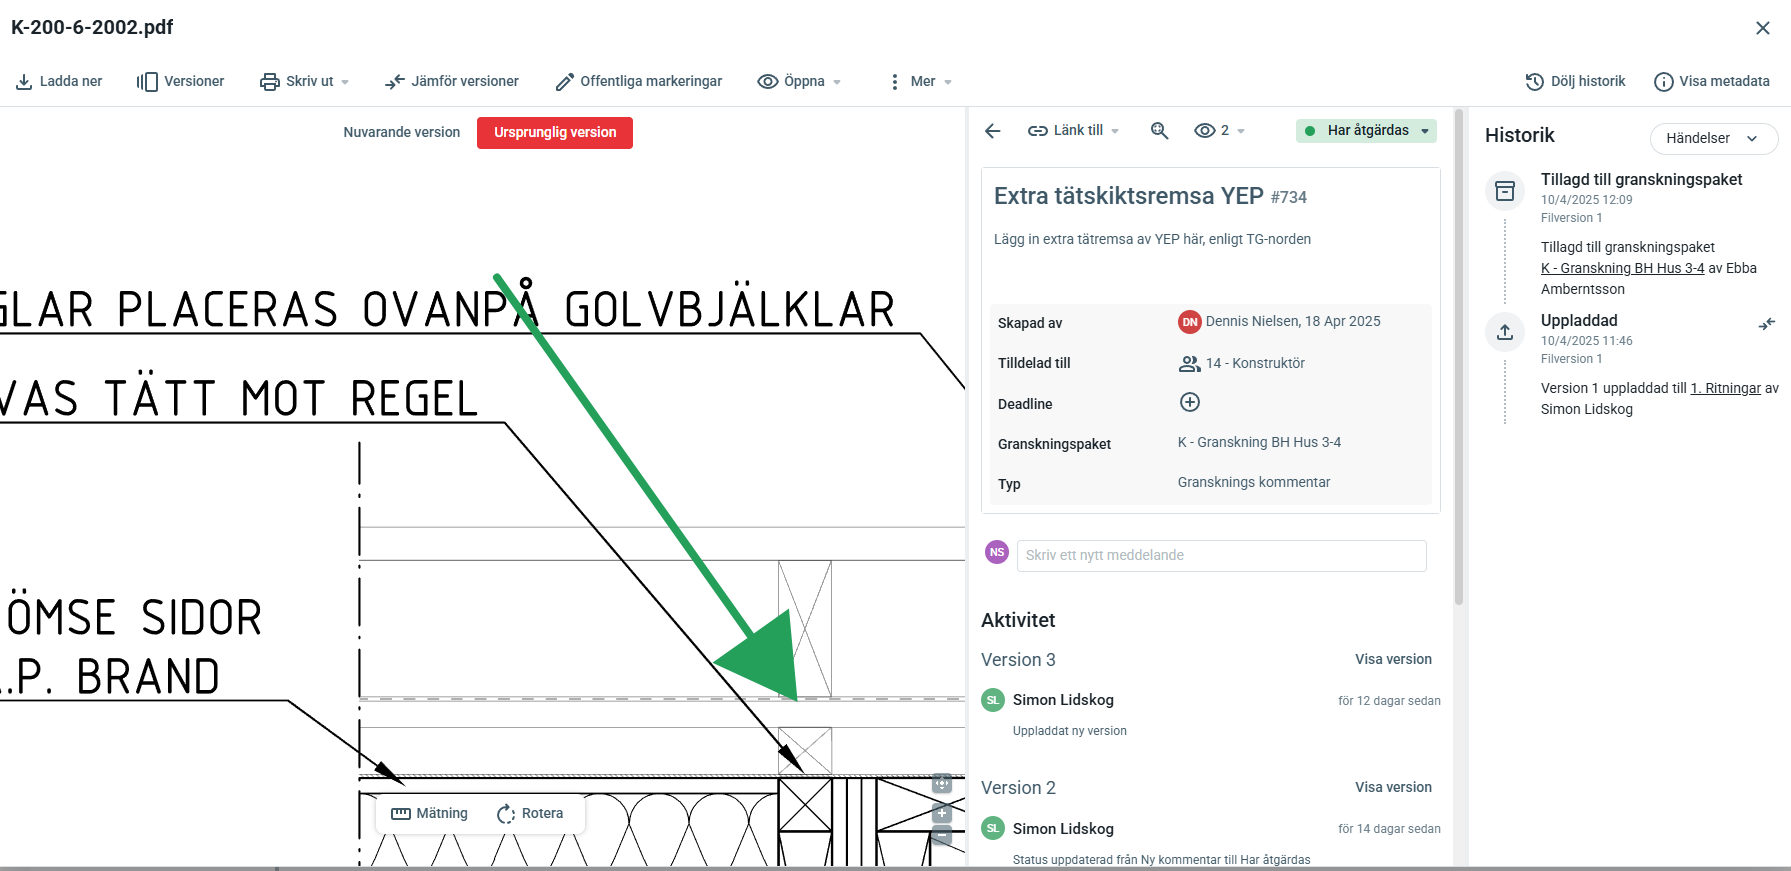 K-200-6-2002.pdf
Ladda ner
Versioner
Skriv ut
Jämför versioner
Offentliga markeringar
Öppna
Mer
Dölj historik
Visa metadata
Nuvarande version
Ursprunglig version
GLAR PLACERAS OVANPÅ GOLVBJÄLKLAR
VAS TÄTT MOT REGEL
ÖMSE SIDOR
.P. BRAND
Mätning
Rotera
Länk till
2
Har åtgärdas
Extra tätskiktsremsa YEP #734
Lägg in extra tätremsa av YEP här, enligt TG-norden
Skapad av
DN Dennis Nielsen, 18 Apr 2025
Tilldelad till
14 - Konstruktör
Deadline
Granskningspaket
K - Granskning BH Hus 3-4
Typ
Gransknings kommentar
NS
Skriv ett nytt meddelande
Aktivitet
Version 3
Visa version
SL Simon Lidskog
för 12 dagar sedan
Uppladdat ny version
Version 2
Visa version
SL Simon Lidskog
för 14 dagar sedan
Status uppdaterad från Ny kommentar till Har åtgärdas
Historik
Händelser
Tillagd till granskningspaket
10/4/2025 12:09
Filversion 1
Tillagd till granskningspaket
K - Granskning BH Hus 3-4 av Ebba
Amberntsson
Uppladdad
10/4/2025 11:46
Filversion 1
Version 1 uppladdad till 1. Ritningar av
Simon Lidskog